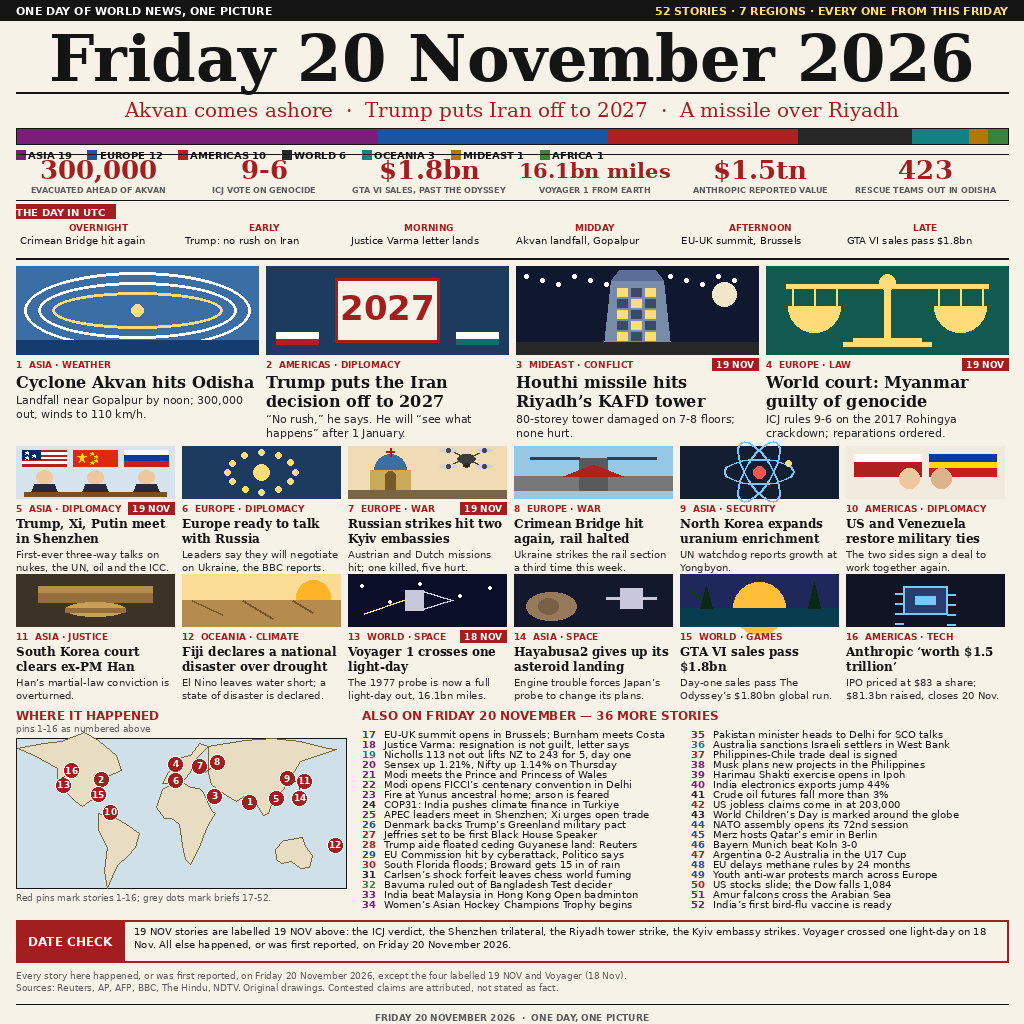 ONE DAY OF WORLD NEWS, ONE PICTURE
52 STORIES · 7 REGIONS · EVERY ONE FROM THIS FRIDAY
Friday 20 November 2026
Akvan comes ashore · Trump puts Iran off to 2027 · A missile over Riyadh
ASIA 19 EUROPE 12 AMERICAS 10 WORLD 6 OCEANIA 3 MIDEAST 1 AFRICA 1
300,000
EVACUATED AHEAD OF AKVAN
9-6
ICJ VOTE ON GENOCIDE
$1.8bn
GTA VI SALES, PAST THE ODYSSEY
16.1bn miles
VOYAGER 1 FROM EARTH
$1.5tn
ANTHROPIC REPORTED VALUE
423
RESCUE TEAMS OUT IN ODISHA
THE DAY IN UTC
OVERNIGHT
Crimean Bridge hit again
EARLY
Trump: no rush on Iran
MORNING
Justice Varma letter lands
MIDDAY
Akvan landfall, Gopalpur
AFTERNOON
EU-UK summit, Brussels
LATE
GTA VI sales pass $1.8bn
1 ASIA · WEATHER
Cyclone Akvan hits Odisha
Landfall near Gopalpur by noon; 300,000
out, winds to 110 km/h.
2027
2 AMERICAS · DIPLOMACY
Trump puts the Iran
decision off to 2027
“No rush,” he says. He will “see what
happens” after 1 January.
3 MIDEAST · CONFLICT
19 NOV
Houthi missile hits
Riyadh’s KAFD tower
80-storey tower damaged on 7-8 floors;
none hurt.
4 EUROPE · LAW
19 NOV
World court: Myanmar
guilty of genocide
ICJ rules 9-6 on the 2017 Rohingya
crackdown; reparations ordered.
5 ASIA · DIPLOMACY
19 NOV
Trump, Xi, Putin meet
in Shenzhen
First-ever three-way talks on
nukes, the UN, oil and the ICC.
6 EUROPE · DIPLOMACY
Europe ready to talk
with Russia
Leaders say they will negotiate
on Ukraine, the BBC reports.
7 EUROPE · WAR
19 NOV
Russian strikes hit two
Kyiv embassies
Austrian and Dutch missions
hit; one killed, five hurt.
8 EUROPE · WAR
Crimean Bridge hit
again, rail halted
Ukraine strikes the rail section
a third time this week.
9 ASIA · SECURITY
North Korea expands
uranium enrichment
UN watchdog reports growth at
Yongbyon.
10 AMERICAS · DIPLOMACY
US and Venezuela
restore military ties
The two sides sign a deal to
work together again.
11 ASIA · JUSTICE
South Korea court
clears ex-PM Han
Han’s martial-law conviction is
overturned.
12 OCEANIA · CLIMATE
Fiji declares a national
disaster over drought
El Nino leaves water short; a
state of disaster is declared.
13 WORLD · SPACE
18 NOV
Voyager 1 crosses one
light-day
The 1977 probe is now a full
light-day out, 16.1bn miles.
14 ASIA · SPACE
Hayabusa2 gives up its
asteroid landing
Engine trouble forces Japan’s
probe to change its plans.
15 WORLD · GAMES
GTA VI sales pass
$1.8bn
Day-one sales pass The
Odyssey’s $1.80bn global run.
16 AMERICAS · TECH
Anthropic ‘worth $1.5
trillion’
IPO priced at $83 a share;
$81.3bn raised, closes 20 Nov.
WHERE IT HAPPENED
pins 1-16 as numbered above
16
13
2
15
10
4
6
7
8
3
1
9
11
5
14
12
Red pins mark stories 1-16; grey dots mark briefs 17-52.
ALSO ON FRIDAY 20 NOVEMBER — 36 MORE STORIES
17 EU-UK summit opens in Brussels; Burnham meets Costa
18 Justice Varma: resignation is not guilt, letter says
19 Nicholls 113 not out lifts NZ to 243 for 5, day one
20 Sensex up 1.21%, Nifty up 1.14% on Thursday
21 Modi meets the Prince and Princess of Wales
22 Modi opens FICCI’s centenary convention in Delhi
23 Fire at Yunus ancestral home; arson is feared
24 COP31: India pushes climate finance in Turkiye
25 APEC leaders meet in Shenzhen; Xi urges open trade
26 Denmark backs Trump’s Greenland military pact
27 Jeffries set to be first Black House Speaker
28 Trump aide floated ceding Guyanese land: Reuters
29 EU Commission hit by cyberattack, Politico says
30 South Florida floods; Broward gets 15 in of rain
31 Carlsen’s shock forfeit leaves chess world fuming
32 Bavuma ruled out of Bangladesh Test decider
33 India beat Malaysia in Hong Kong Open badminton
34 Women’s Asian Hockey Champions Trophy begins
35 Pakistan minister heads to Delhi for SCO talks
36 Australia sanctions Israeli settlers in West Bank
37 Philippines-Chile trade deal is signed
38 Musk plans new projects in the Philippines
39 Harimau Shakti exercise opens in Ipoh
40 India electronics exports jump 44%
41 Crude oil futures fall more than 3%
42 US jobless claims come in at 203,000
43 World Children’s Day is marked around the globe
44 NATO assembly opens its 72nd session
45 Merz hosts Qatar’s emir in Berlin
46 Bayern Munich beat Koln 3-0
47 Argentina 0-2 Australia in the U17 Cup
48 EU delays methane rules by 24 months
49 Youth anti-war protests march across Europe
50 US stocks slide; the Dow falls 1,084
51 Amur falcons cross the Arabian Sea
52 India’s first bird-flu vaccine is ready
DATE CHECK
19 NOV stories are labelled 19 NOV above: the ICJ verdict, the Shenzhen trilateral, the Riyadh tower strike, the Kyiv embassy strikes. Voyager crossed one light-day on 18
Nov. All else happened, or was first reported, on Friday 20 November 2026.
Every story here happened, or was first reported, on Friday 20 November 2026, except the four labelled 19 NOV and Voyager (18 Nov).
Sources: Reuters, AP, AFP, BBC, The Hindu, NDTV. Original drawings. Contested claims are attributed, not stated as fact.
FRIDAY 20 NOVEMBER 2026 · ONE DAY, ONE PICTURE